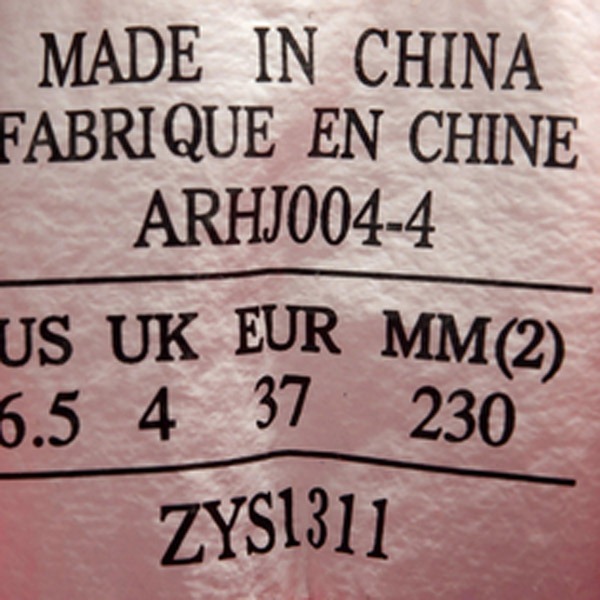 MADE IN CHINA
FABRIQUE EN CHINE
ARHJ004-4
US UK EUR MM(2)
6.5 4 37 230
ZYS1311